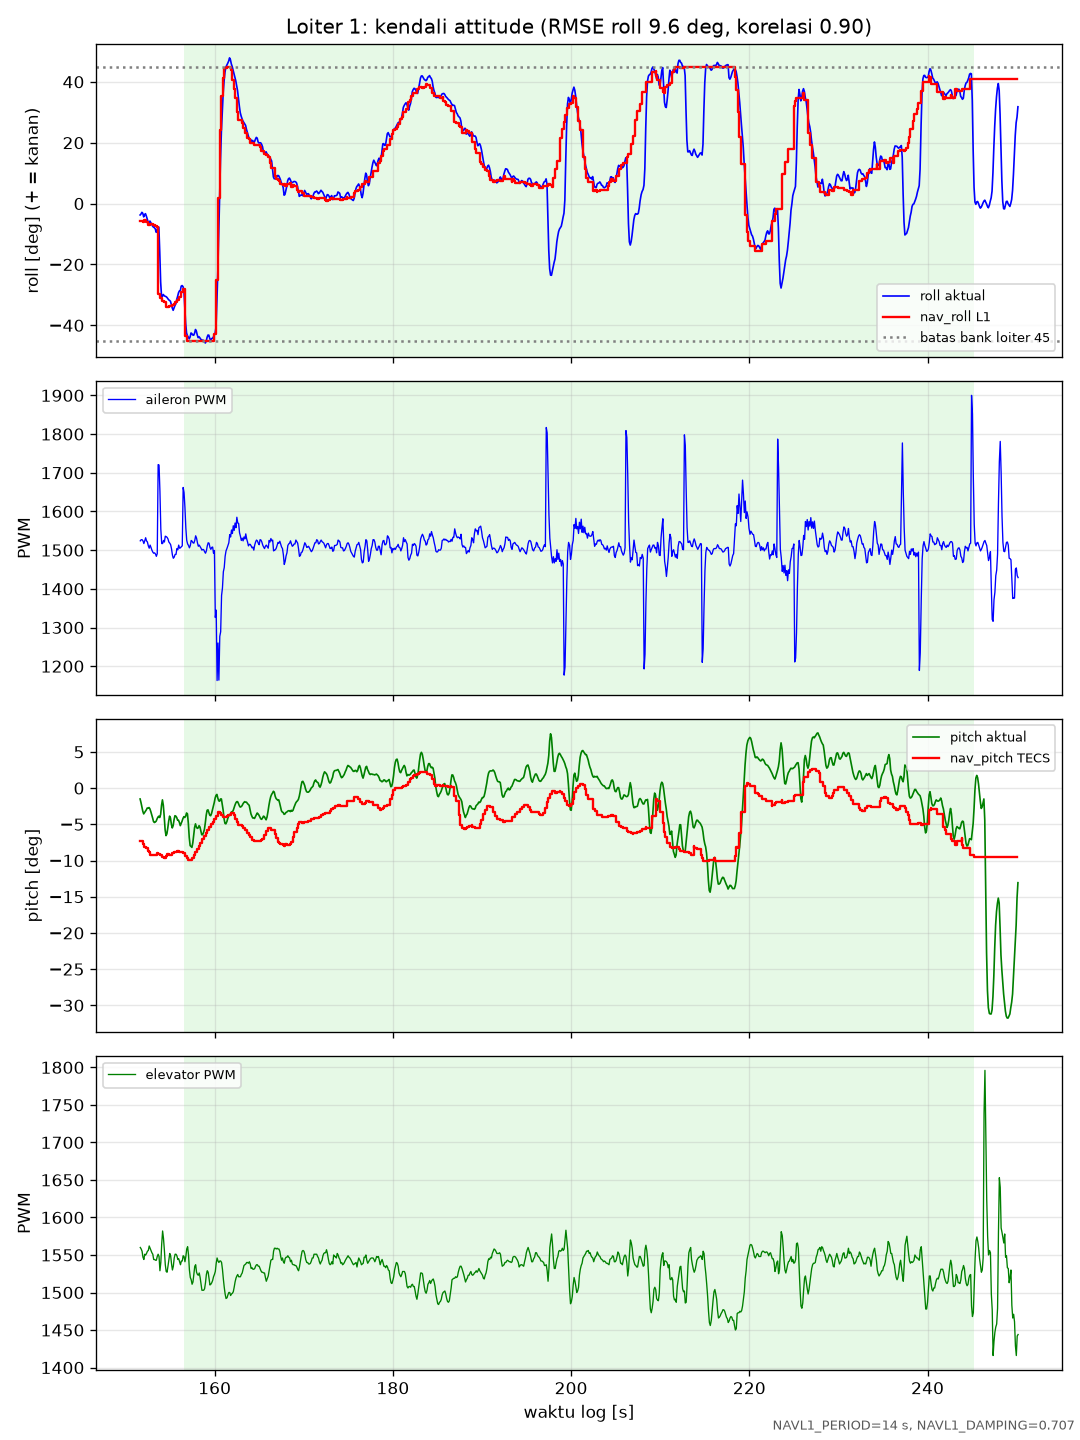 Loiter 1: kendali attitude (RMSE roll 9.6 deg, korelasi 0.90)
roll [deg] (+ = kanan)
40
20
0
−20
−40
roll aktual
nav_roll L1
batas bank loiter 45
PWM
1900
1800
1700
1600
1500
1400
1300
1200
aileron PWM
pitch [deg]
5
0
−5
−10
−15
−20
−25
−30
pitch aktual
nav_pitch TECS
PWM
1800
1750
1700
1650
1600
1550
1500
1450
1400
elevator PWM
160 180 200 220 240
waktu log [s]
NAVL1_PERIOD=14 s, NAVL1_DAMPING=0.707